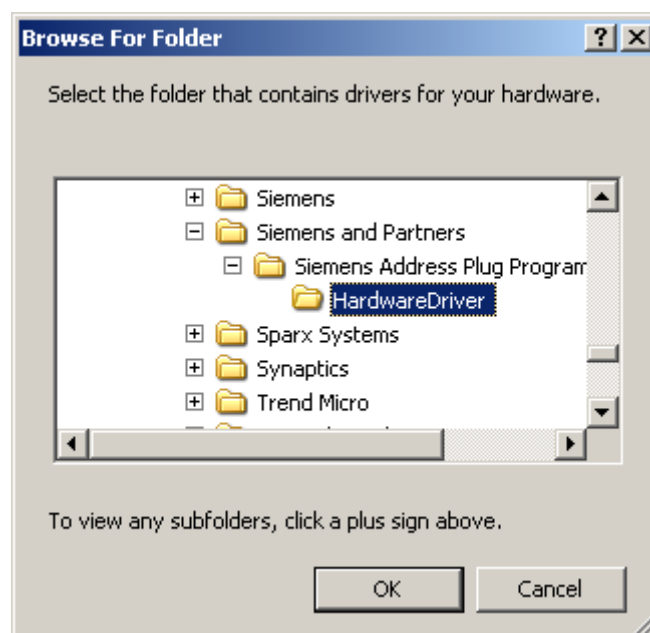 Browse For Folder
Select the folder that contains drivers for your hardware.
Siemens
Siemens and Partners
Siemens Address Plug Program
HardwareDriver
Sparx Systems
Synaptics
Trend Micro
To view any subfolders, click a plus sign above.
OK Cancel